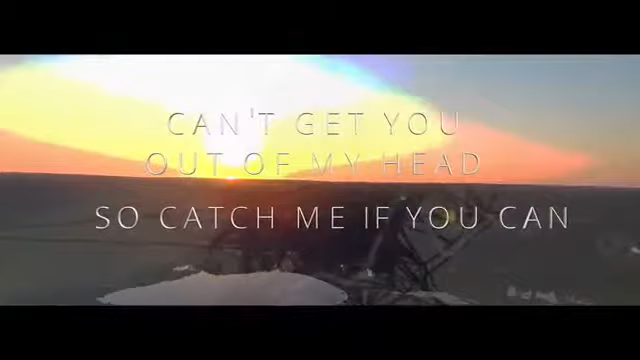 CAN'T GET YOU
OUT OF MY HEAD
SO CATCH ME IF YOU CAN